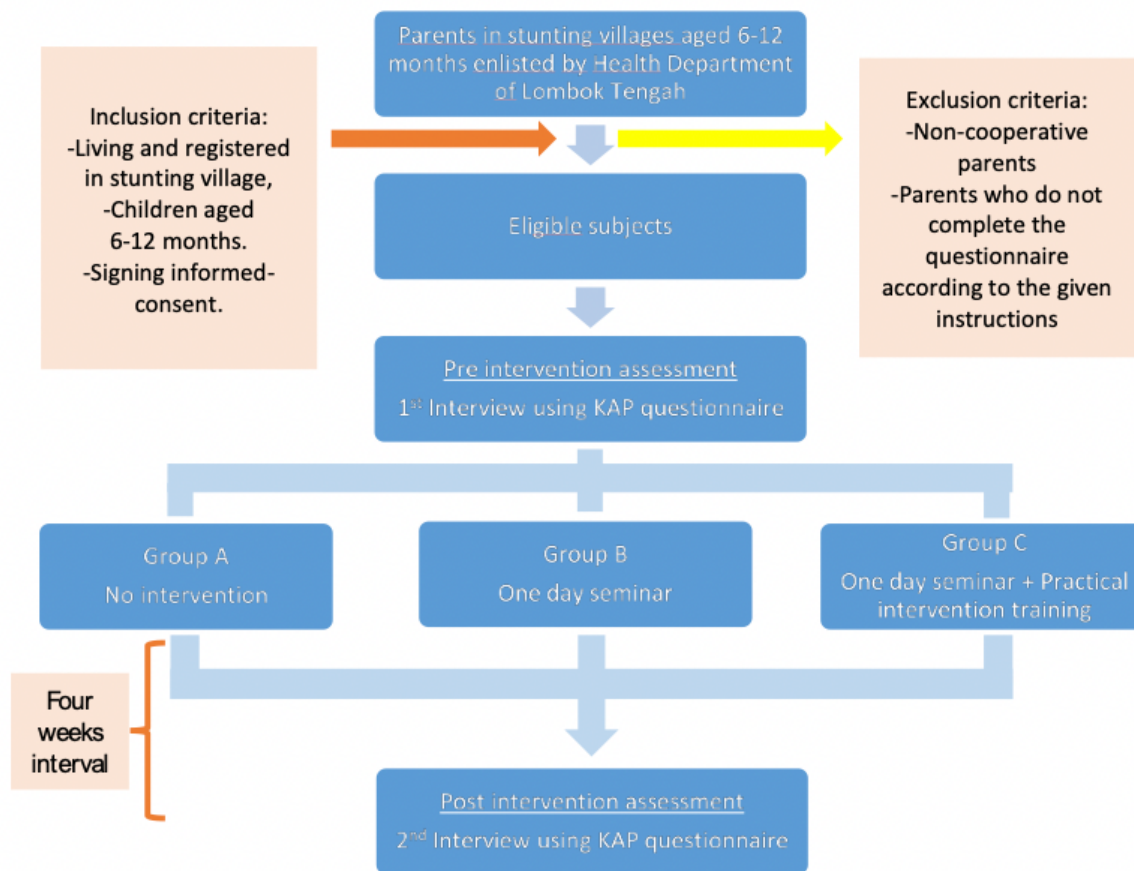 Parents in stunting villages aged 6-12
months enlisted by Health Department
of Lombok Tengah
Inclusion criteria:
-Living and registered
in stunting village,
-Children aged
6-12 months.
-Signing informed-
consent.
Exclusion criteria:
-Non-cooperative
parents
-Parents who do not
complete the
questionnaire
according to the given
instructions
Eligible subjects
Pre intervention assessment
1st Interview using KAP questionnaire
Group A
No intervention
Group B
One day seminar
Group C
One day seminar + Practical
intervention training
Four
weeks
interval
Post intervention assessment
2nd Interview using KAP questionnaire